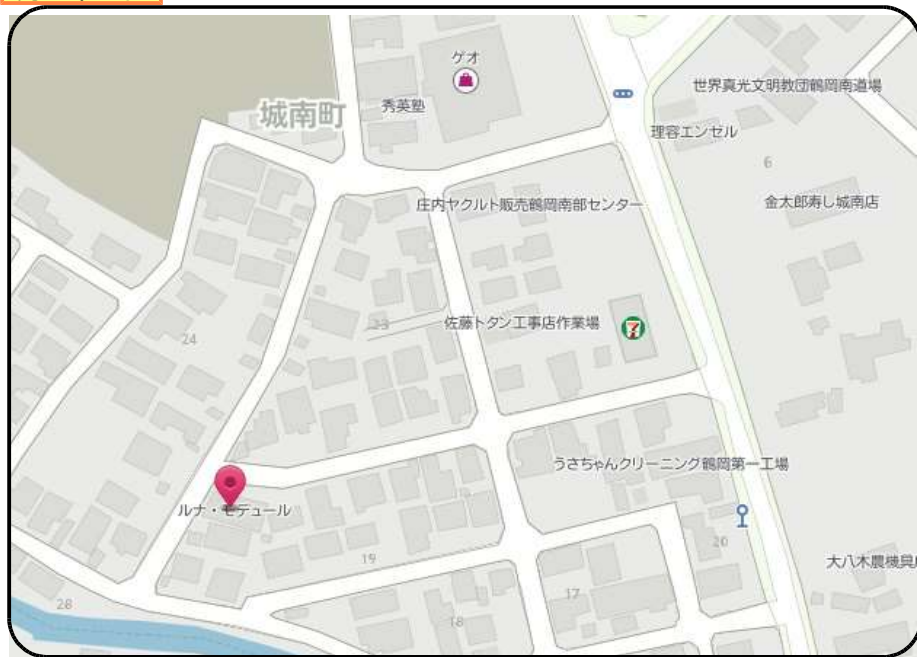 ゲオ
世界真光文明教団鶴岡南道場
城南町
秀英塾
理容エンゼル
6
庄内ヤクルト販売鶴岡南部センター
金太郎寿し城南店
23
佐藤トタン工事店作業場
7
24
うさちゃんクリーニング鶴岡第一工場
ルナ・モデュール
20
19
大八木農機具
17
28
18